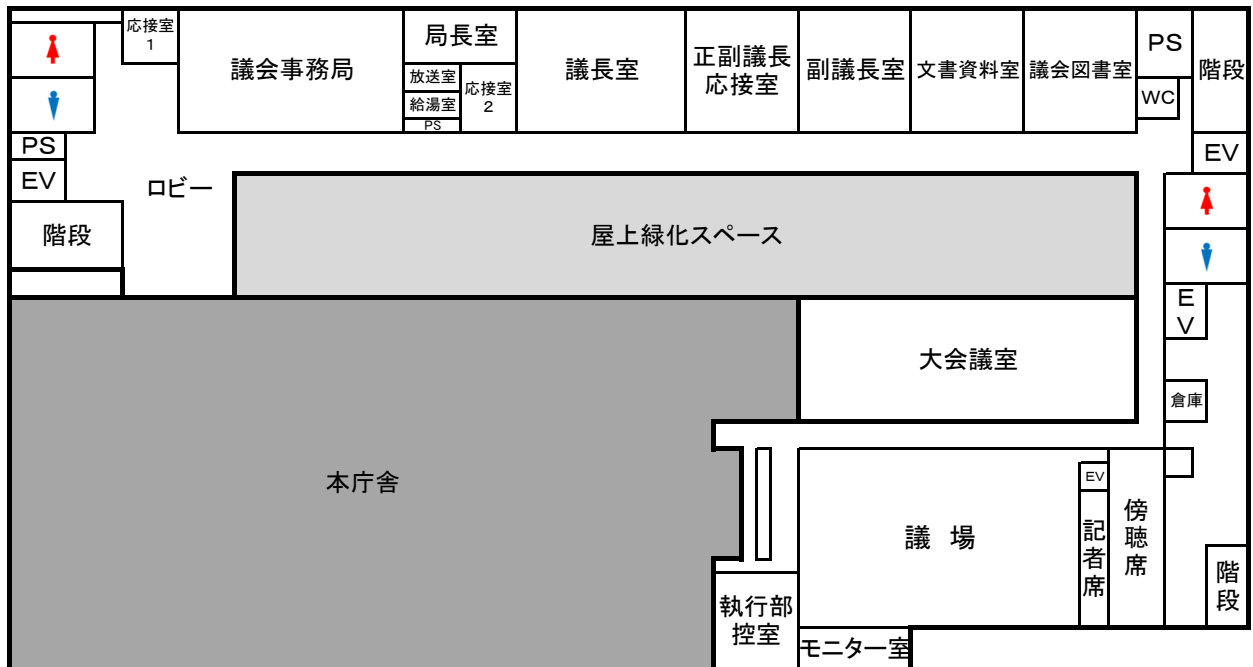 応接室
1
議会事務局
局長室
放送室
給湯室
PS
応接室
2
議長室
正副議長
応接室
副議長室
文書資料室
議会図書室
PS
WC
階段
PS
EV
階段
ロビー
EV
屋上緑化スペース
E
V
大会議室
倉庫
本庁舎
議 場
EV
記
者
席
傍
聴
席
階
段
執行部
控室
モニター室